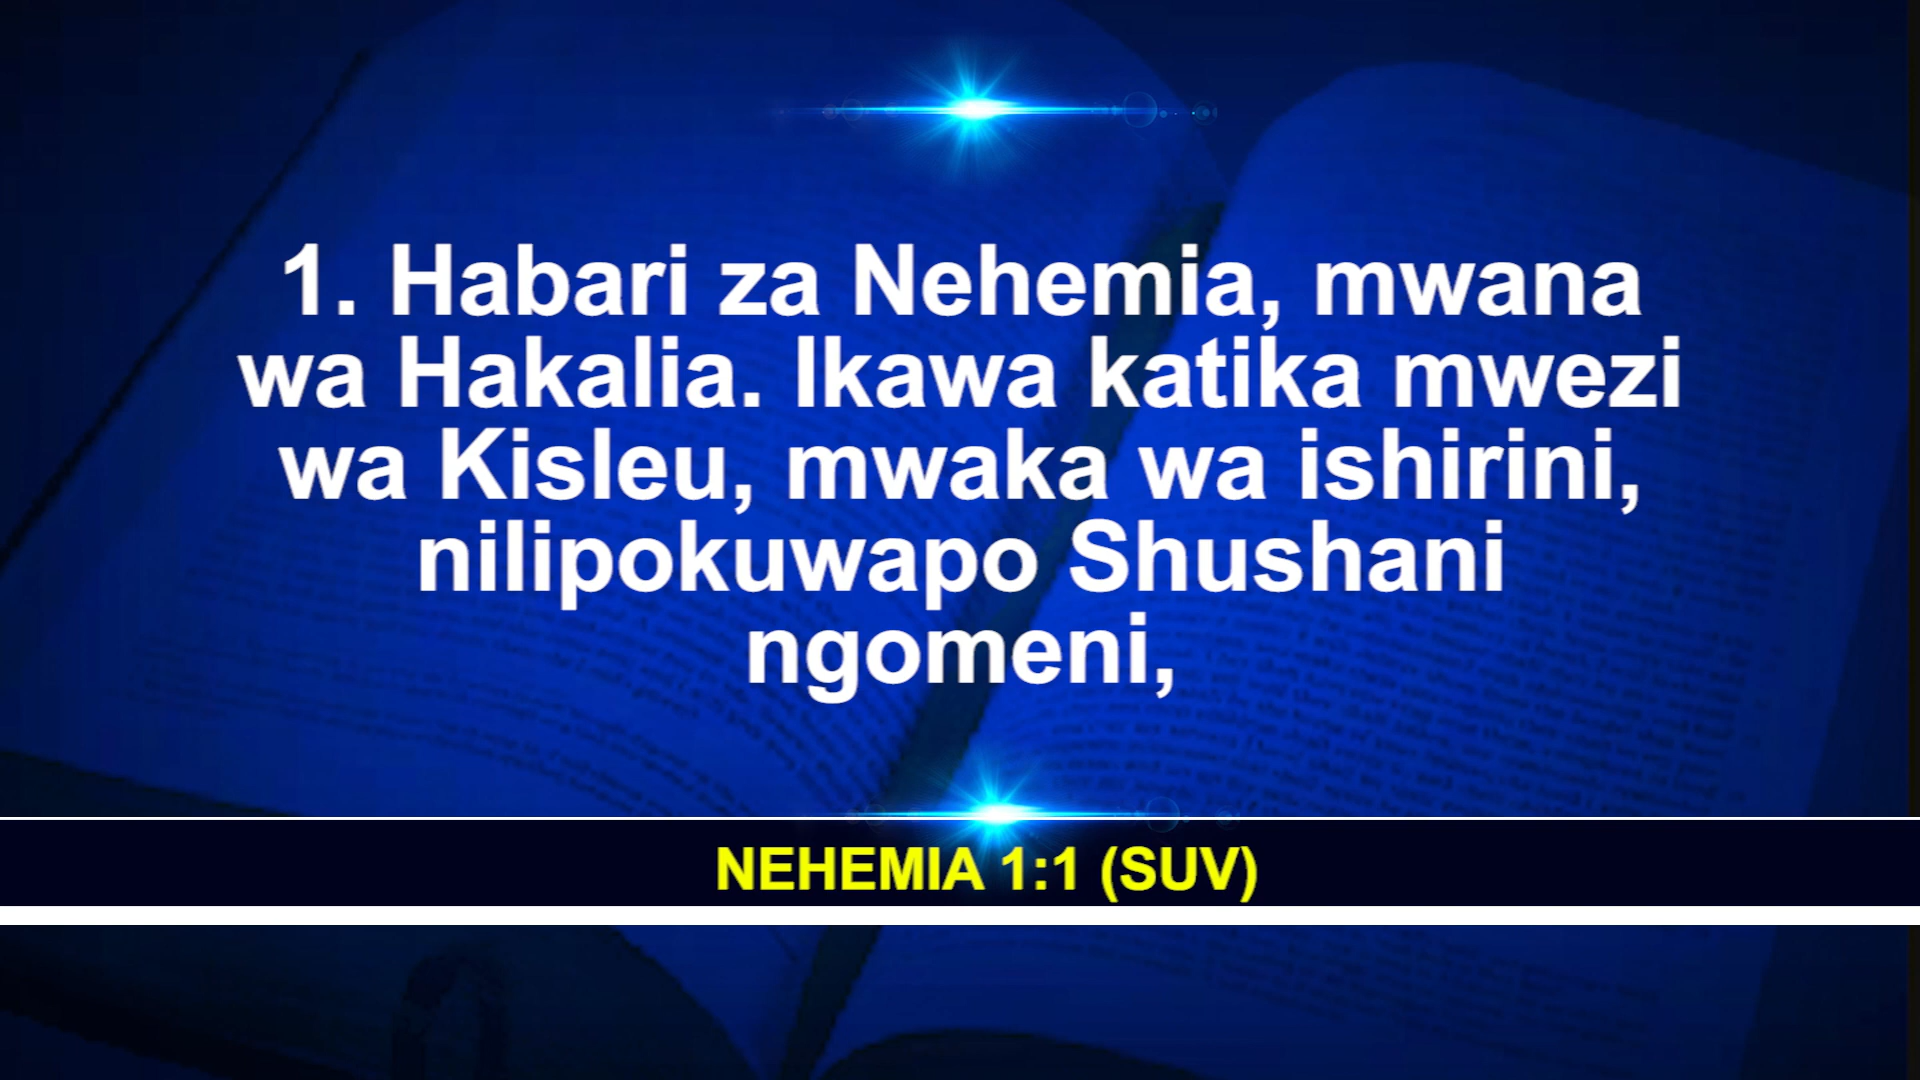 1. Habari za Nehemia, mwana
wa Hakalia. Ikawa katika mwezi
wa Kisleu, mwaka wa ishirini,
nilipokuwapo Shushani
ngomeni,
NEHEMIA 1:1 (SUV)